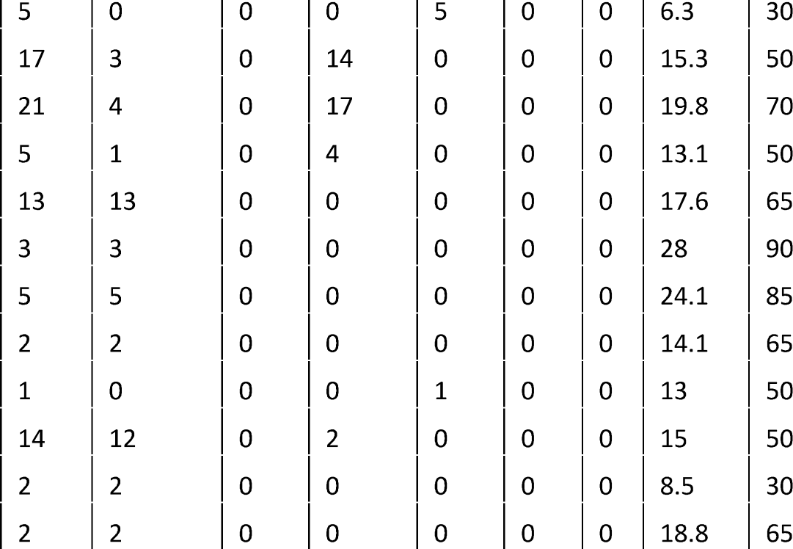 5 0 0 0 5 0 0 6.3 30
17 3 0 14 0 0 0 15.3 50
21 4 0 17 0 0 0 19.8 70
5 1 0 4 0 0 0 13.1 50
13 13 0 0 0 0 0 17.6 65
3 3 0 0 0 0 0 28 90
5 5 0 0 0 0 0 24.1 85
2 2 0 0 0 0 0 14.1 65
1 0 0 0 1 0 0 13 50
14 12 0 2 0 0 0 15 50
2 2 0 0 0 0 0 8.5 30
2 2 0 0 0 0 0 18.8 65